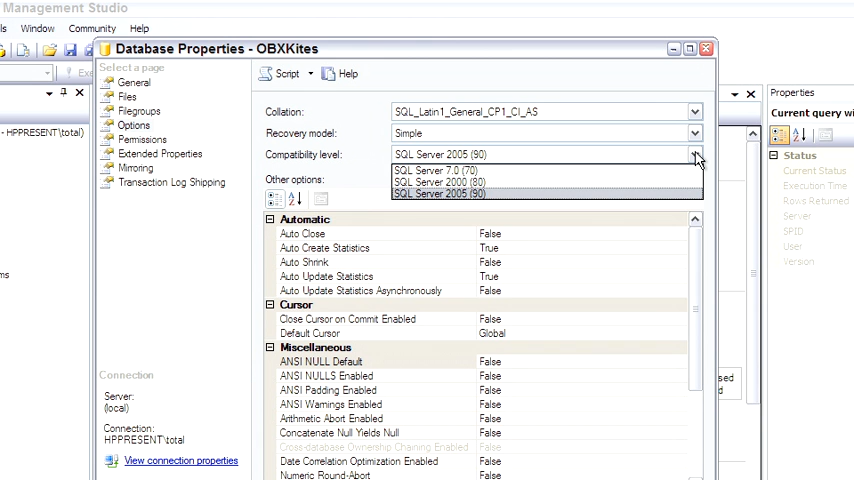 Management Studio
ls Window Community Help
Database Properties - OBXKites
Select a page
General
Files
Filegroups
Options
Permissions
Extended Properties
Mirroring
Transaction Log Shipping
Script Help
Collation: SQL_Latin1_General_CP1_CI_AS
Recovery model: Simple
Compatibility level: SQL Server 2005 (90)
SQL Server 7.0 (70)
SQL Server 2000 (80)
SQL Server 2005 (90)
Other options:
Automatic
Auto Close False
Auto Create Statistics True
Auto Shrink False
Auto Update Statistics True
Auto Update Statistics Asynchronously False
Cursor
Close Cursor on Commit Enabled False
Default Cursor Global
Miscellaneous
ANSI NULL Default False
ANSI NULLS Enabled False
ANSI Padding Enabled False
ANSI Warnings Enabled False
Arithmetic Abort Enabled False
Concatenate Null Yields Null False
Cross-database Ownership Chaining Enabled False
Date Correlation Optimization Enabled False
Numeric Round-Abort False
Connection
Server:
(local)
Connection:
HPPRESENT\total
View connection properties
- HPPRESENT\total)
ms
sed
Properties
Current query wi
Status
Current Status
Execution Time
Rows Returned
Server
SPID
User
Version